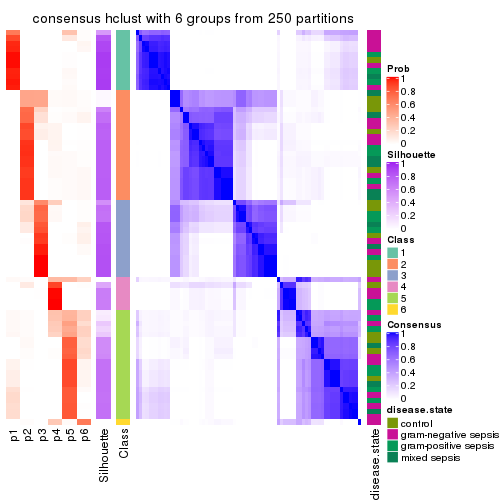 consensus hclust with 6 groups from 250 partitions
Prob
1
0.8
0.6
0.4
0.2
0
Silhouette
1
0.8
0.6
0.4
0.2
0
Class
1
2
3
4
5
6
Consensus
1
0.8
0.6
0.4
0.2
0
disease.state
control
gram-negative sepsis
gram-positive sepsis
mixed sepsis
p1
p2
p3
p4
p5
p6
Silhouette
Class
disease.state